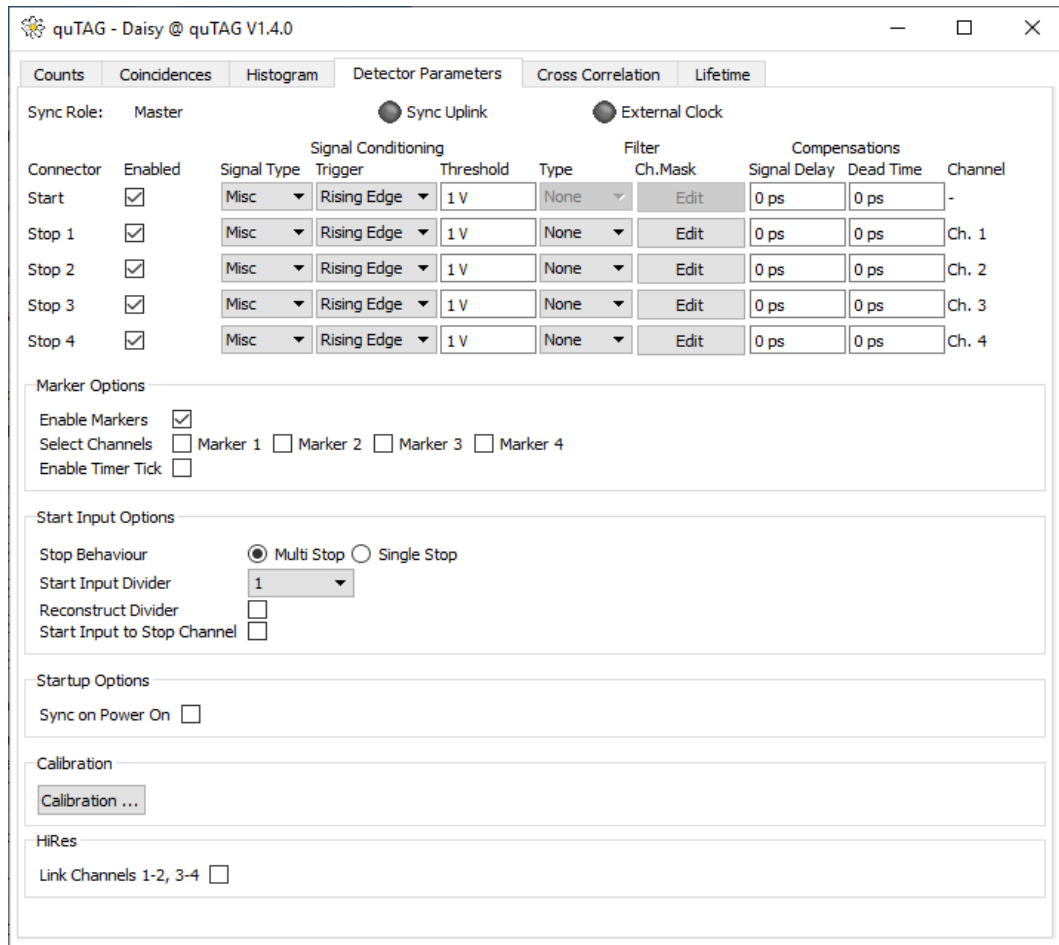 quTAG - Daisy @ quTAG V1.4.0
Counts Coincidences Histogram Detector Parameters Cross Correlation Lifetime
Sync Role: Master Sync Uplink External Clock
Signal Conditioning Filter Compensations
Connector Enabled Signal Type Trigger Threshold Type Ch.Mask Signal Delay Dead Time Channel
Start Misc Rising Edge 1 V None Edit 0 ps 0 ps -
Stop 1 Misc Rising Edge 1 V None Edit 0 ps 0 ps Ch. 1
Stop 2 Misc Rising Edge 1 V None Edit 0 ps 0 ps Ch. 2
Stop 3 Misc Rising Edge 1 V None Edit 0 ps 0 ps Ch. 3
Stop 4 Misc Rising Edge 1 V None Edit 0 ps 0 ps Ch. 4
Marker Options
Enable Markers
Select Channels Marker 1 Marker 2 Marker 3 Marker 4
Enable Timer Tick
Start Input Options
Stop Behaviour Multi Stop Single Stop
Start Input Divider 1
Reconstruct Divider
Start Input to Stop Channel
Startup Options
Sync on Power On
Calibration
Calibration ...
HiRes
Link Channels 1-2, 3-4